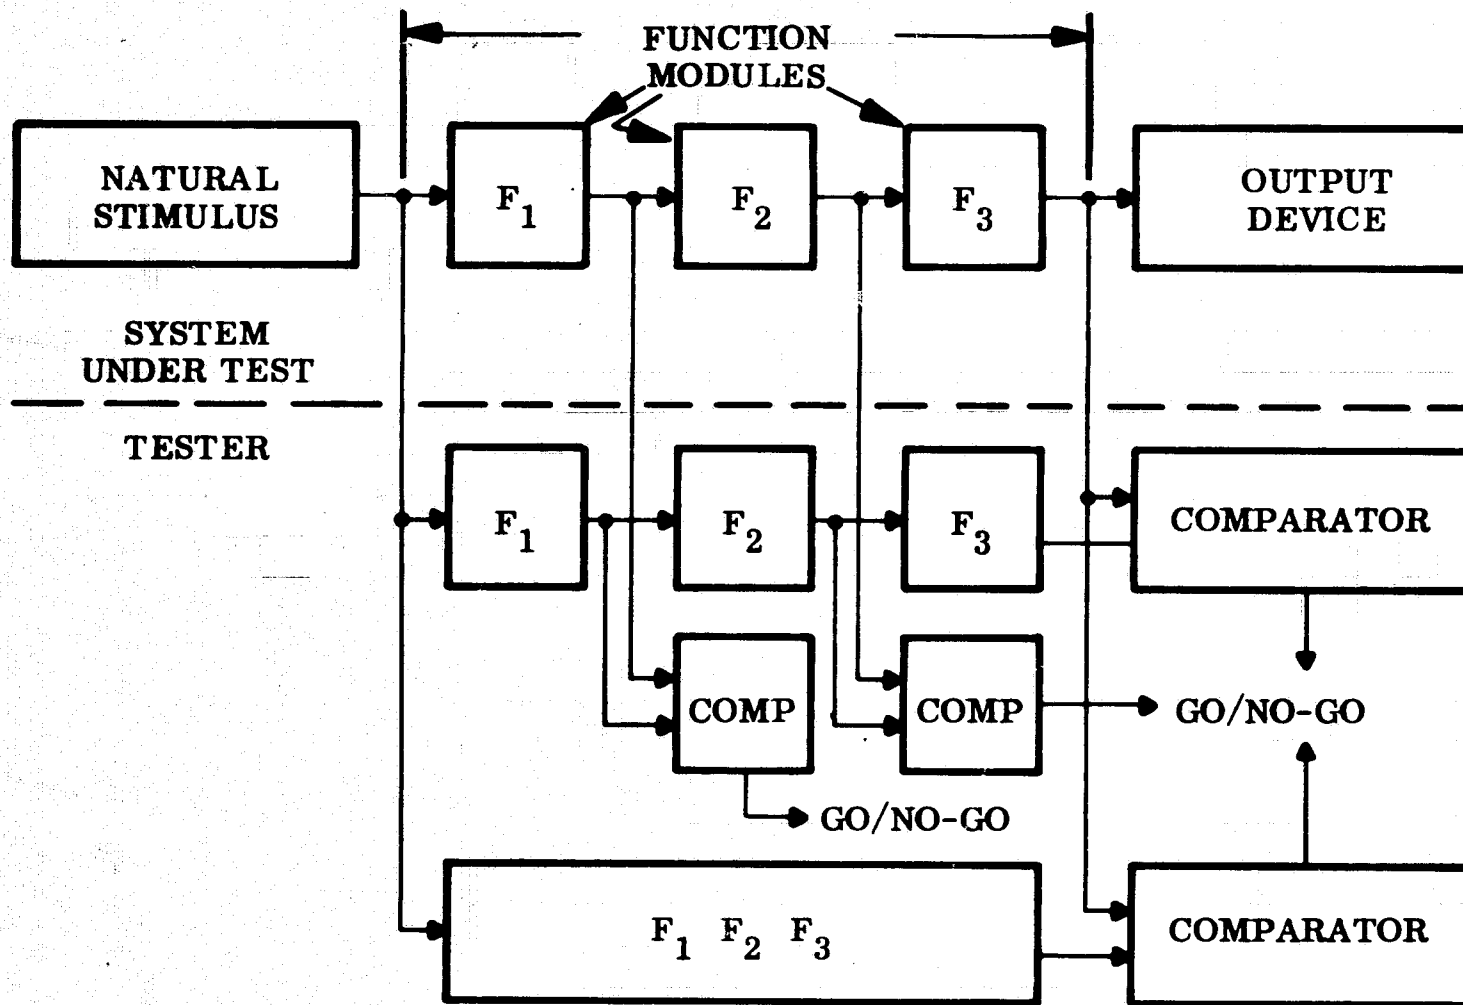 FUNCTION
MODULES
NATURAL
STIMULUS
F1
F2
F3
OUTPUT
DEVICE
SYSTEM
UNDER TEST
TESTER
F1
F2
F3
COMPARATOR
COMP
COMP
GO/NO-GO
GO/NO-GO
F1 F2 F3
COMPARATOR